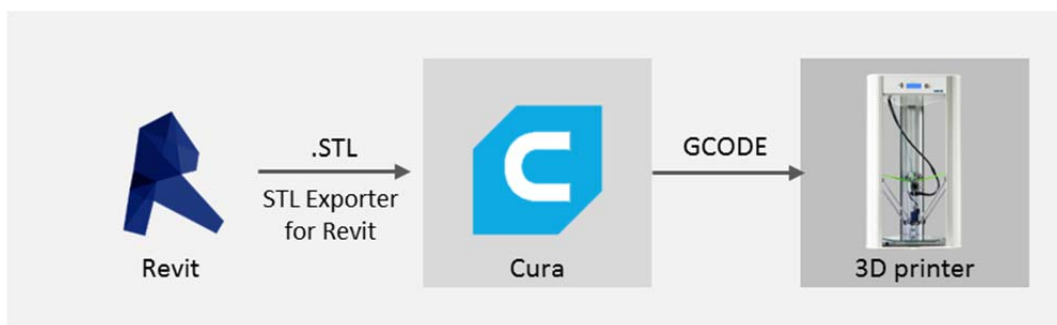 .STL
GCODE
STL Exporter
for Revit
Revit
Cura
3D printer